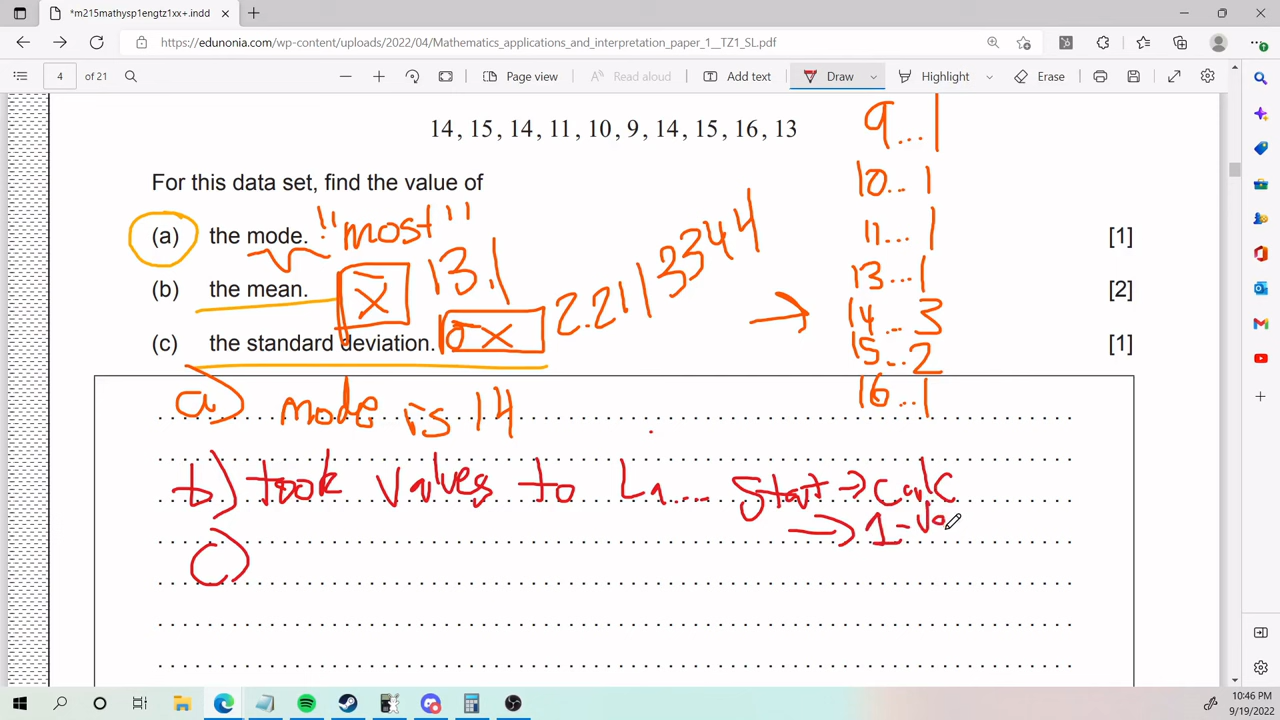 *m215mathysp1engtz1xx+.indd
https://edunonia.com/wp-content/uploads/2022/04/Mathematics_applications_and_interpretation_paper_1__TZ1_SL.pdf
4 of 21 Page view Read aloud Add text Draw Highlight Erase
14, 15, 14, 11, 10, 9, 14, 15, 16, 13
For this data set, find the value of
(a) the mode. !"most" [1]
(b) the mean. x̄ 13.1 [2]
(c) the standard deviation. σx 2.21133344 [1]
9...1
10...1
11...1
13...1
14...3
15...2
16...1
a) mode is 14
b) took values to L1... Start → calc
→ 1-Va
c)
10:46 PM
9/19/2022